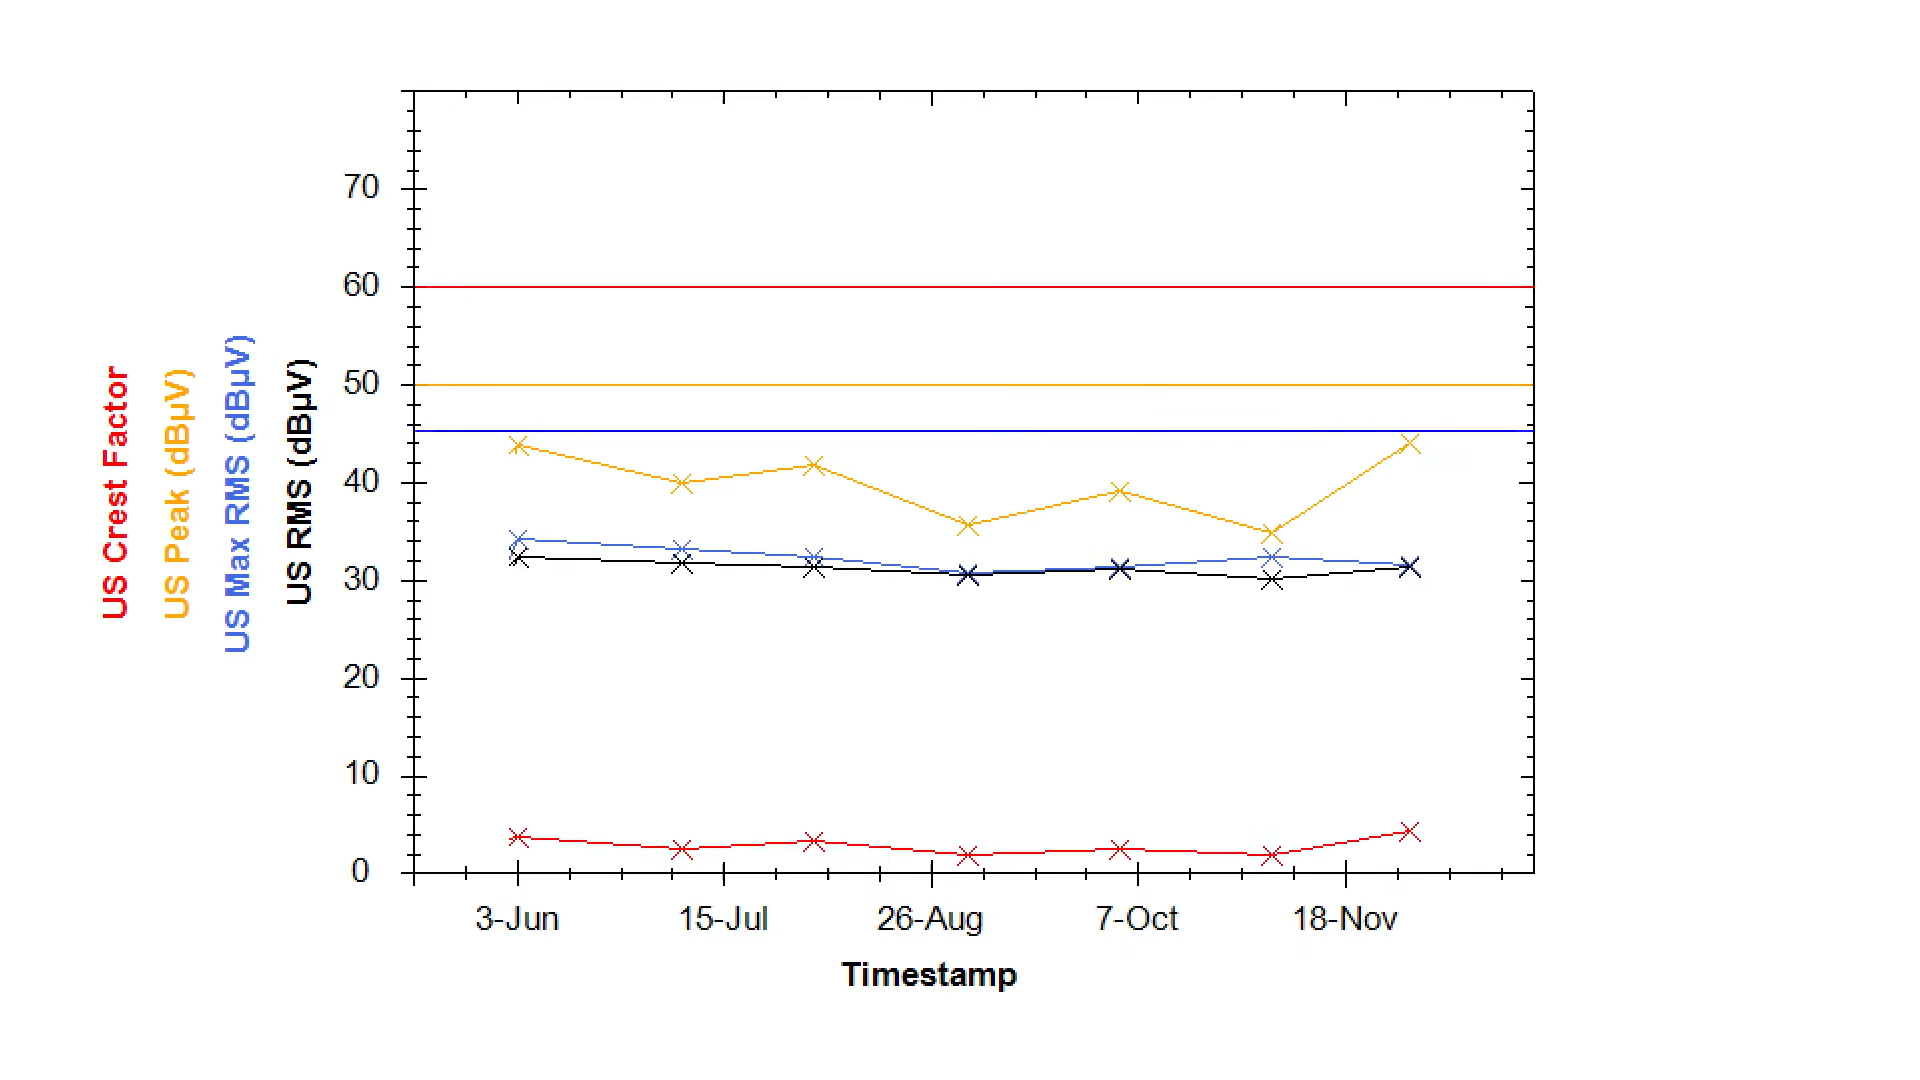 US Crest Factor
US Peak (dBµV)
US Max RMS (dBµV)
US RMS (dBµV)
70
60
50
40
30
20
10
0
3-Jun 15-Jul 26-Aug 7-Oct 18-Nov
Timestamp